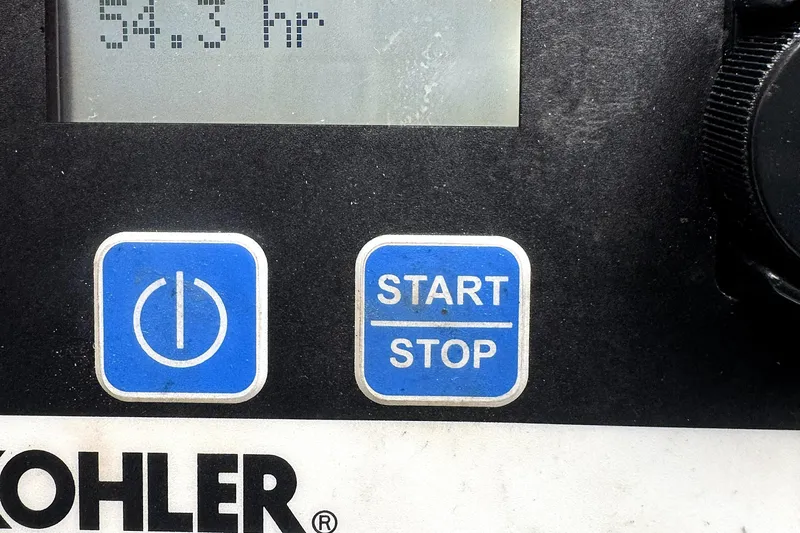 54.3 hr
START
STOP
KOHLER®